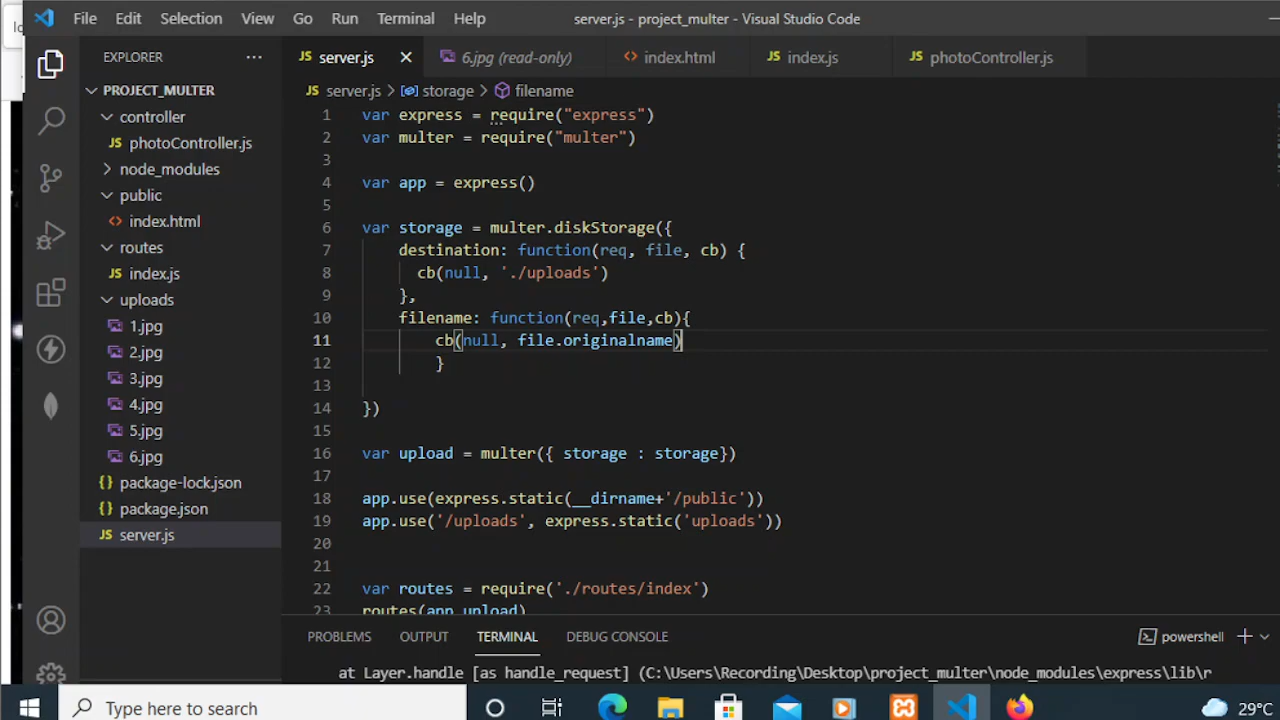 File Edit Selection View Go Run Terminal Help server.js - project_multer - Visual Studio Code
EXPLORER ...
server.js 6.jpg (read-only) index.html index.js photoController.js
PROJECT_MULTER
controller
photoController.js
node_modules
public
index.html
routes
index.js
uploads
1.jpg
2.jpg
3.jpg
4.jpg
5.jpg
6.jpg
package-lock.json
package.json
server.js
JS server.js > storage > filename
1 var express = require("express")
2 var multer = require("multer")
3
4 var app = express()
5
6 var storage = multer.diskStorage({
7 destination: function(req, file, cb) {
8 cb(null, './uploads')
9 },
10 filename: function(req,file,cb){
11 cb(null, file.originalname)
12 }
13
14 })
15
16 var upload = multer({ storage : storage})
17
18 app.use(express.static(__dirname+'/public'))
19 app.use('/uploads', express.static('uploads'))
20
21
22 var routes = require('./routes/index')
23 routes(app,upload)
PROBLEMS OUTPUT TERMINAL DEBUG CONSOLE powershell
at Layer.handle [as handle_request] (C:\Users\Recording\Desktop\project_multer\node_modules\express\lib\r
Type here to search
29°C